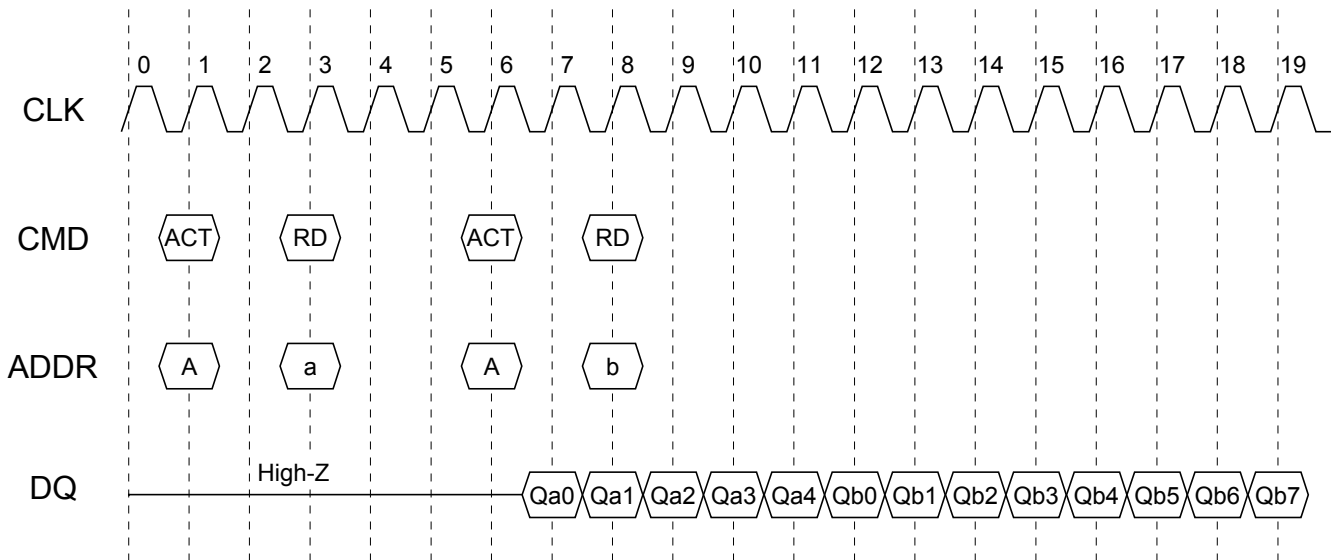 0 1 2 3 4 5 6 7 8 9 10 11 12 13 14 15 16 17 18 19
CLK
CMD ACT RD ACT RD
ADDR A a A b
High-Z
DQ Qa0 Qa1 Qa2 Qa3 Qa4 Qb0 Qb1 Qb2 Qb3 Qb4 Qb5 Qb6 Qb7